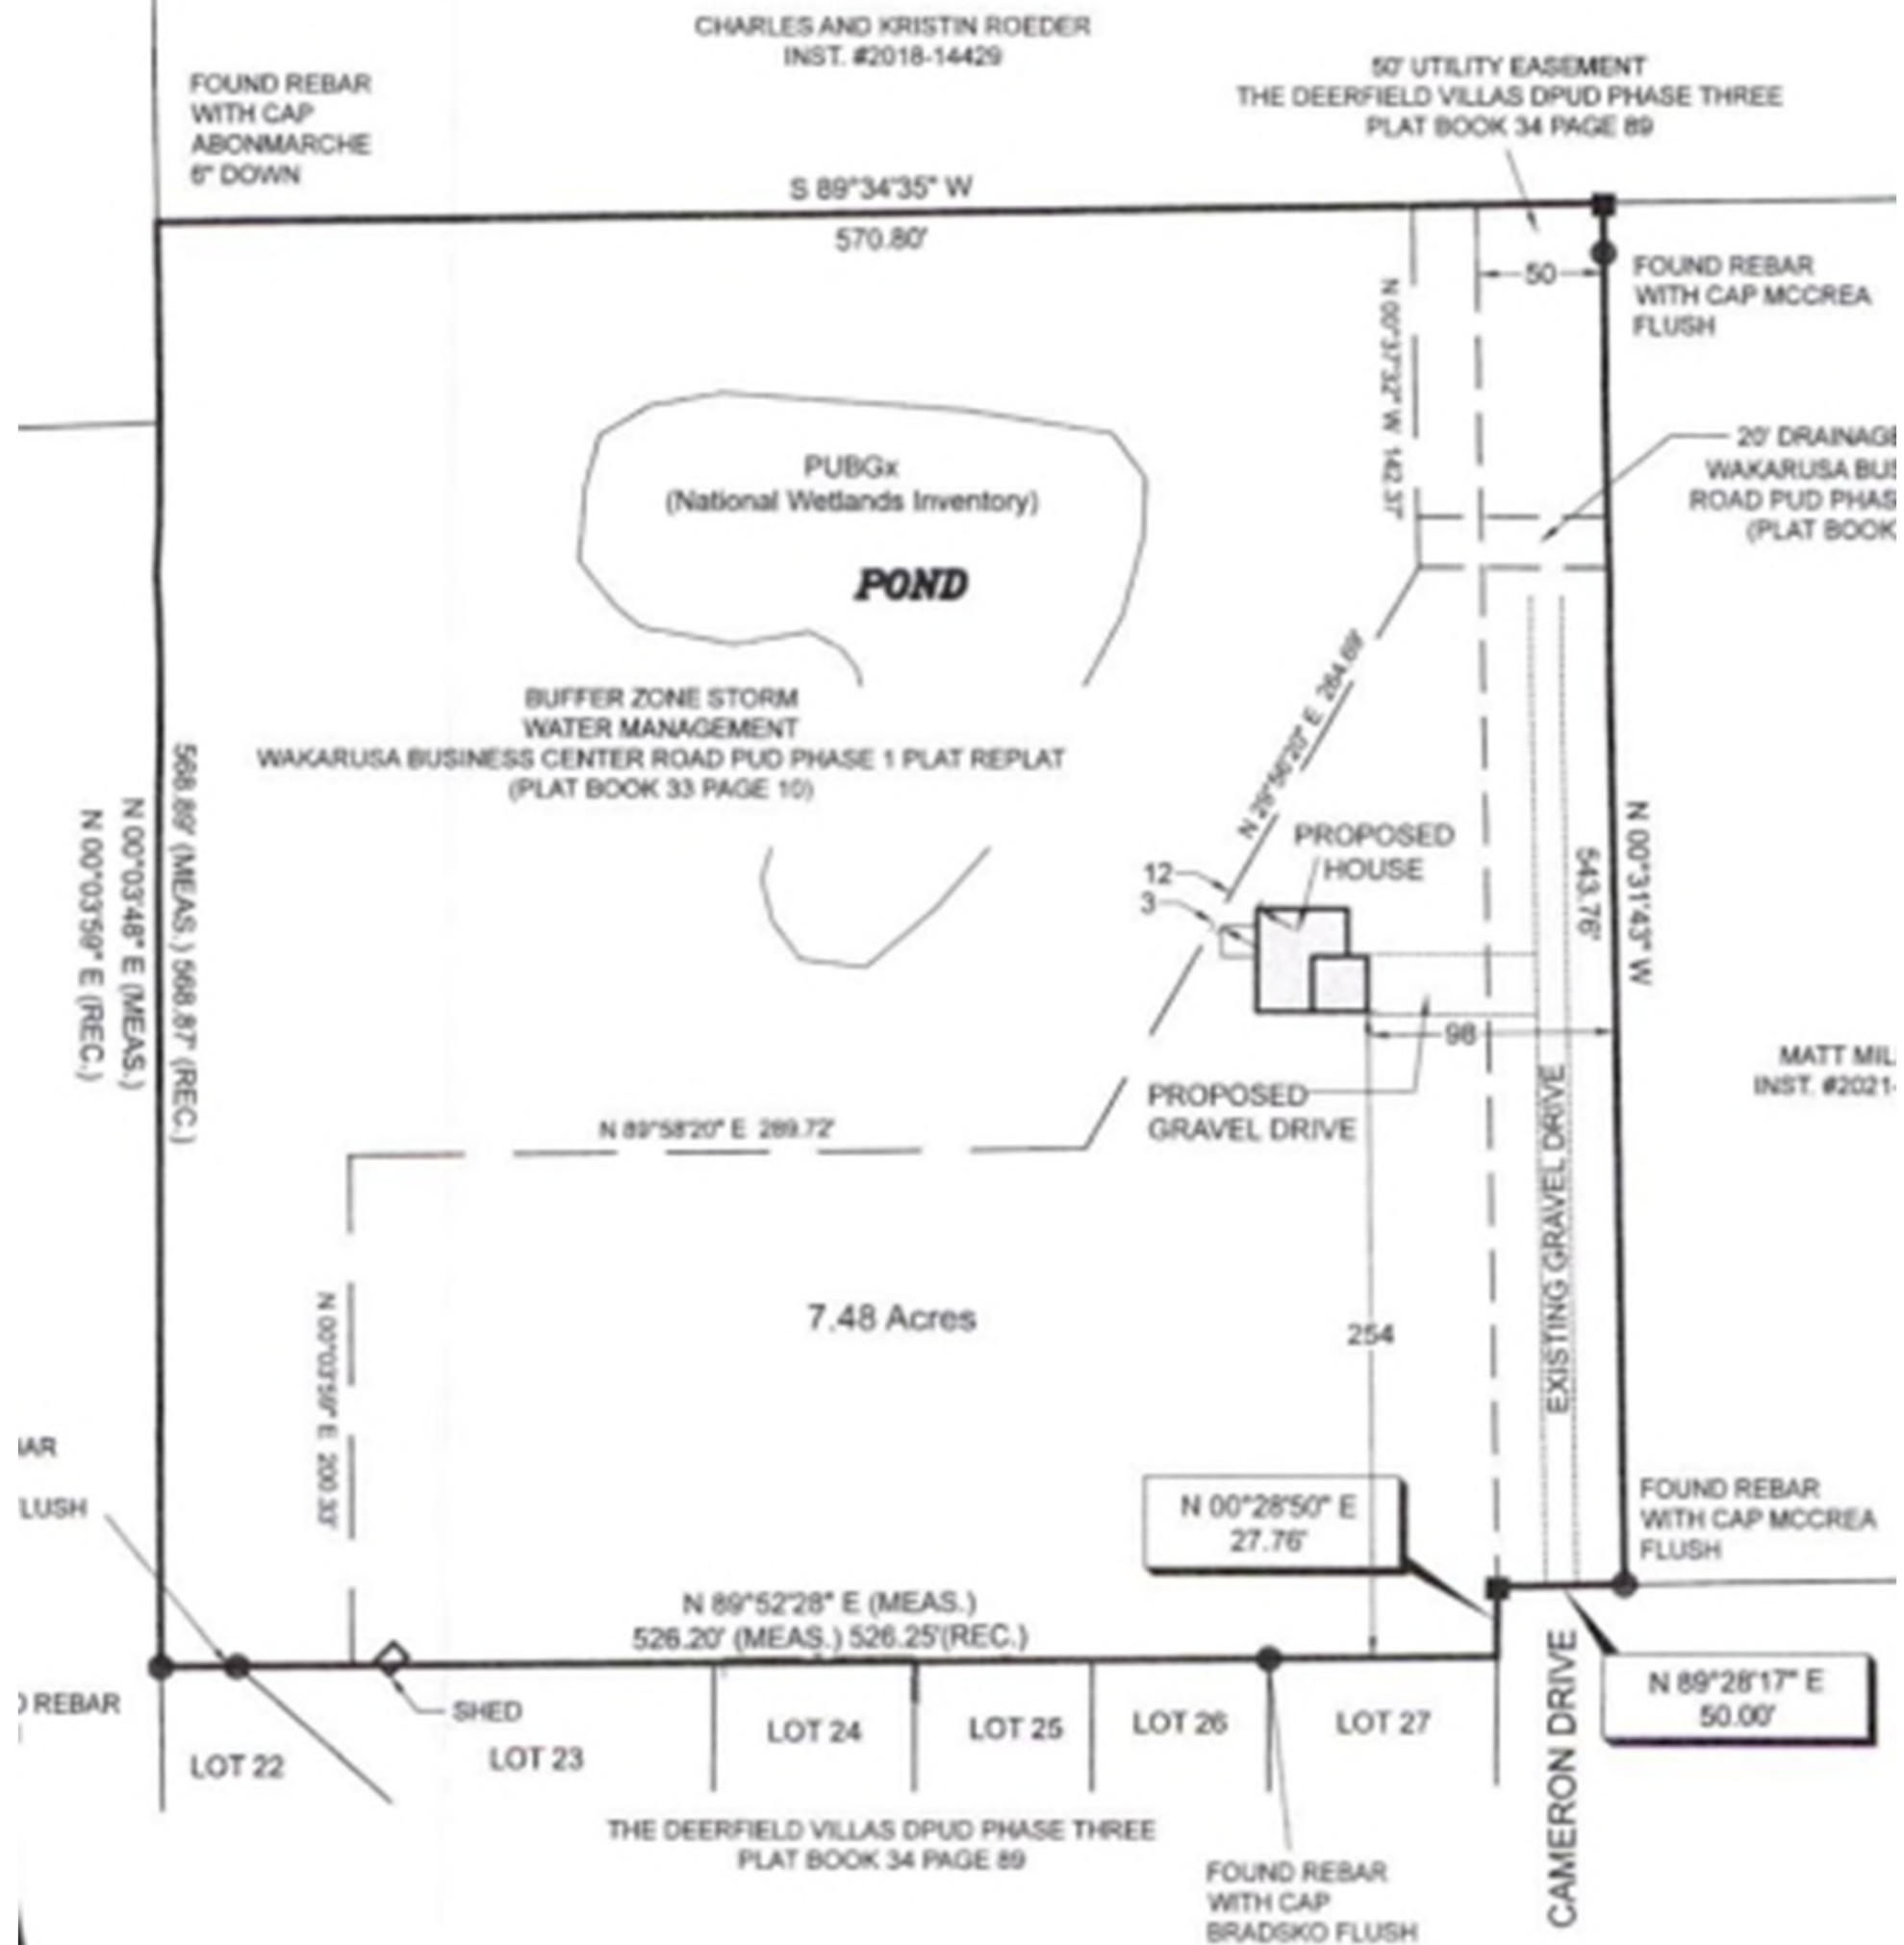 CHARLES AND KRISTIN ROEDER
INST. #2018-14429
FOUND REBAR
WITH CAP
ABONMARCHE
6" DOWN
50' UTILITY EASEMENT
THE DEERFIELD VILLAS DPUD PHASE THREE
PLAT BOOK 34 PAGE 89
S 89°34'35" W
570.80'
50
FOUND REBAR
WITH CAP MCCREA
FLUSH
N 00°37'32" W 142.37'
20' DRAINAGE
WAKARUSA BUS
ROAD PUD PHAS
(PLAT BOOK
PUBGx
(National Wetlands Inventory)
POND
BUFFER ZONE STORM
WATER MANAGEMENT
WAKARUSA BUSINESS CENTER ROAD PUD PHASE 1 PLAT REPLAT
(PLAT BOOK 33 PAGE 10)
N 29°56'20" E 264.69'
568.89' (MEAS.) 568.87' (REC.)
N 00°03'48" E (MEAS.)
N 00°03'59" E (REC.)
PROPOSED
HOUSE
12
3
N 00°31'43" W
543.76'
98
MATT MIL
INST. #2021-
PROPOSED
GRAVEL DRIVE
EXISTING GRAVEL DRIVE
N 89°58'20" E 289.72'
7.48 Acres
254
N 00°03'59" E 200.33'
AR
LUSH
N 00°28'50" E
27.76'
FOUND REBAR
WITH CAP MCCREA
FLUSH
N 89°52'28" E (MEAS.)
526.20' (MEAS.) 526.25'(REC.)
REBAR
SHED
N 89°28'17" E
50.00'
LOT 22
LOT 23
LOT 24
LOT 25
LOT 26
LOT 27
CAMERON DRIVE
THE DEERFIELD VILLAS DPUD PHASE THREE
PLAT BOOK 34 PAGE 89
FOUND REBAR
WITH CAP
BRADSKO FLUSH